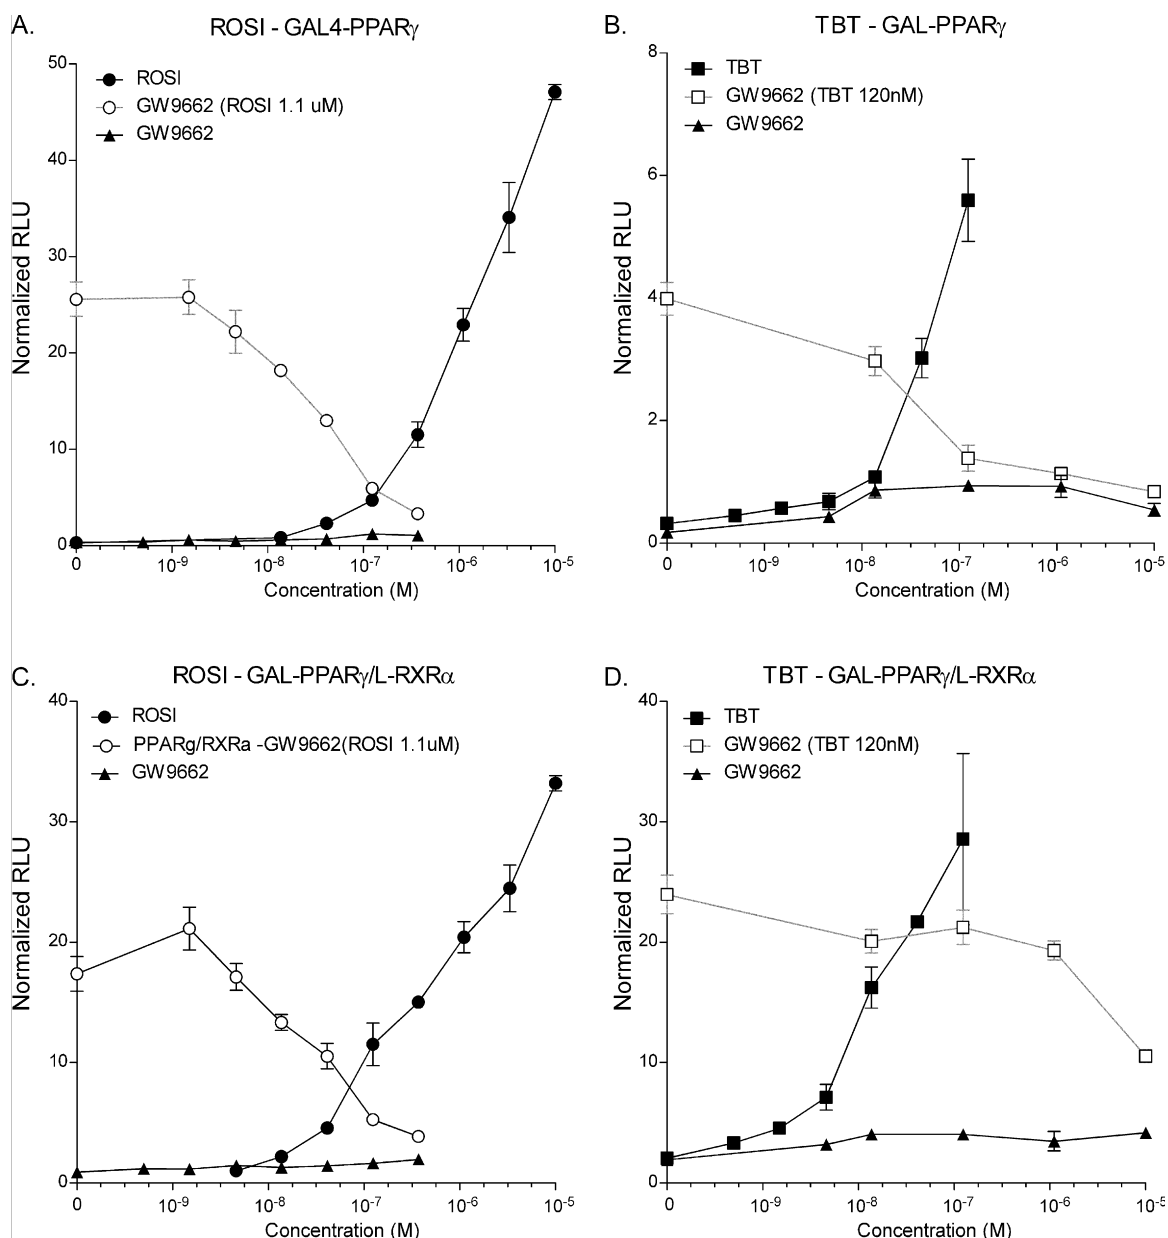 A.
ROSI - GAL4-PPARγ
50
40
30
20
10
0
Normalized RLU
ROSI
GW9662 (ROSI 1.1 uM)
GW9662
0
10-9
10-8
10-7
10-6
10-5
Concentration (M)
B.
TBT - GAL-PPARγ
8
6
4
2
0
Normalized RLU
TBT
GW9662 (TBT 120nM)
GW9662
0
10-9
10-8
10-7
10-6
10-5
Concentration (M)
C.
ROSI - GAL-PPARγ/L-RXRα
40
30
20
10
0
Normalized RLU
ROSI
PPARg/RXRa -GW9662(ROSI 1.1uM)
GW9662
0
10-9
10-8
10-7
10-6
10-5
Concentration (M)
D.
TBT - GAL-PPARγ/L-RXRα
40
30
20
10
0
Normalized RLU
TBT
GW9662 (TBT 120nM)
GW9662
0
10-9
10-8
10-7
10-6
10-5
Concentration (M)